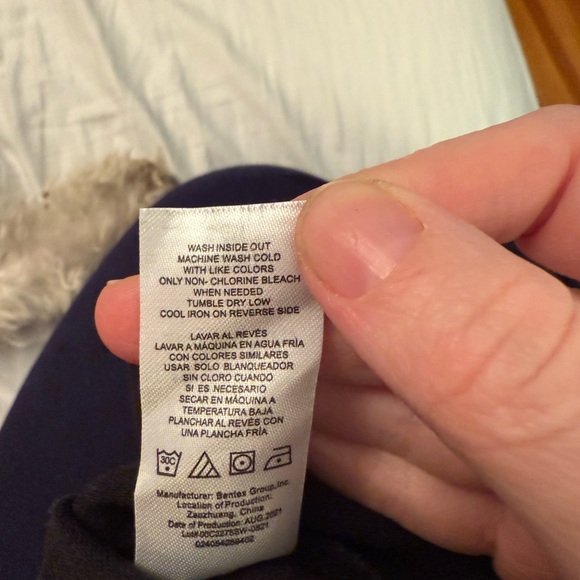 WASH INSIDE OUT
MACHINE WASH COLD
WITH LIKE COLORS
ONLY NON- CHLORINE BLEACH
WHEN NEEDED
TUMBLE DRY LOW
COOL IRON ON REVERSE SIDE
LAVAR AL REVÉS
LAVAR A MÁQUINA EN AGUA FRÍA
CON COLORES SIMILARES
USAR SOLO BLANQUEADOR
SIN CLORO CUANDO
SI ES NECESARIO
SECAR EN MÁQUINA A
TEMPERATURA BAJA
PLANCHAR AL REVÉS CON
UNA PLANCHA FRÍA
30C
Manufacturer: Bentex Group,Inc.
Location of Production:
Zaozhuang, China
Date of Production: AUG.2021